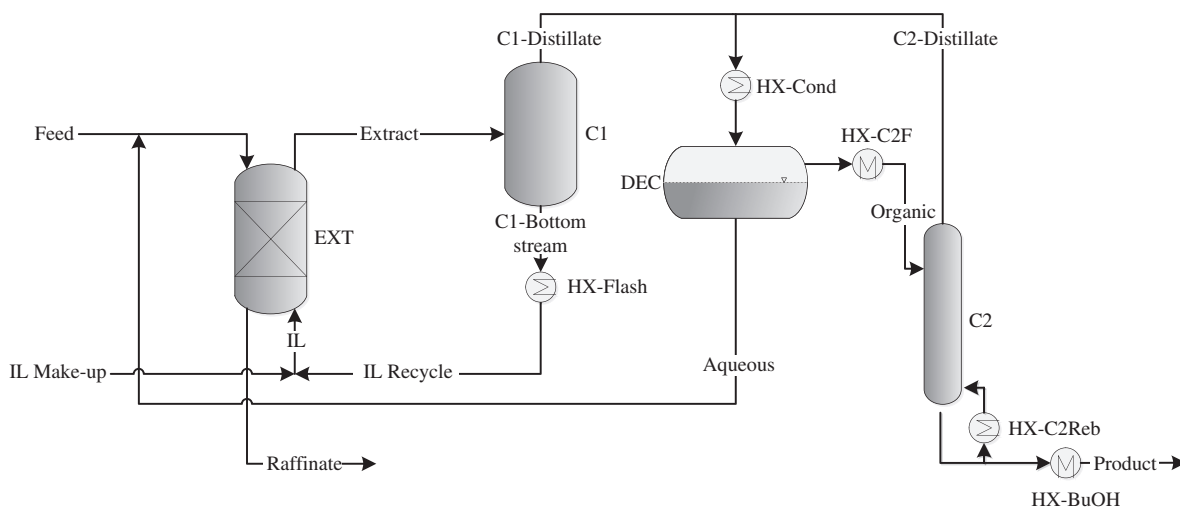 C1-Distillate
C2-Distillate
HX-Cond
Feed
Extract
C1
HX-C2F
DEC
Organic
C1-Bottom
stream
EXT
HX-Flash
C2
IL
IL Make-up
IL Recycle
Aqueous
HX-C2Reb
Raffinate
Product
HX-BuOH